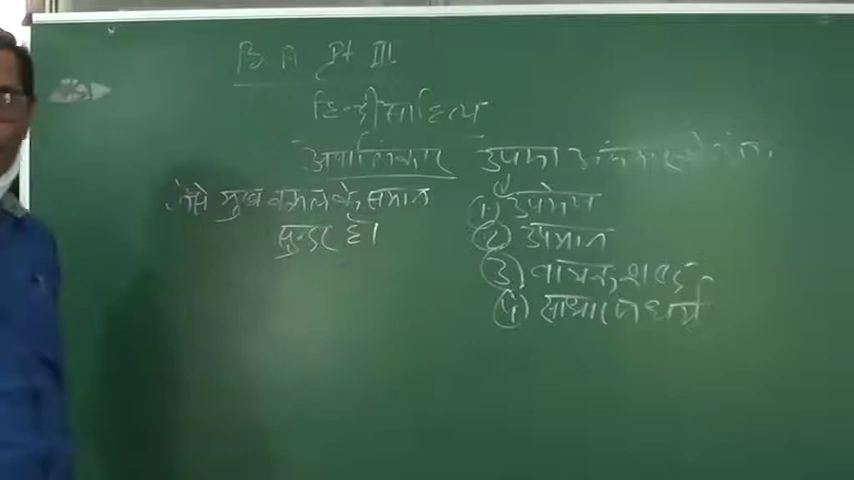 B A Pt III
हिन्दी साहित्य
अर्थालंकार
जैसे मुख कमल के समान
सुन्दर है।
उपमा अलंकार के
(1) उपमेय
(2) उपमान
(3) वाचक शब्द
(4) साधारण धर्म